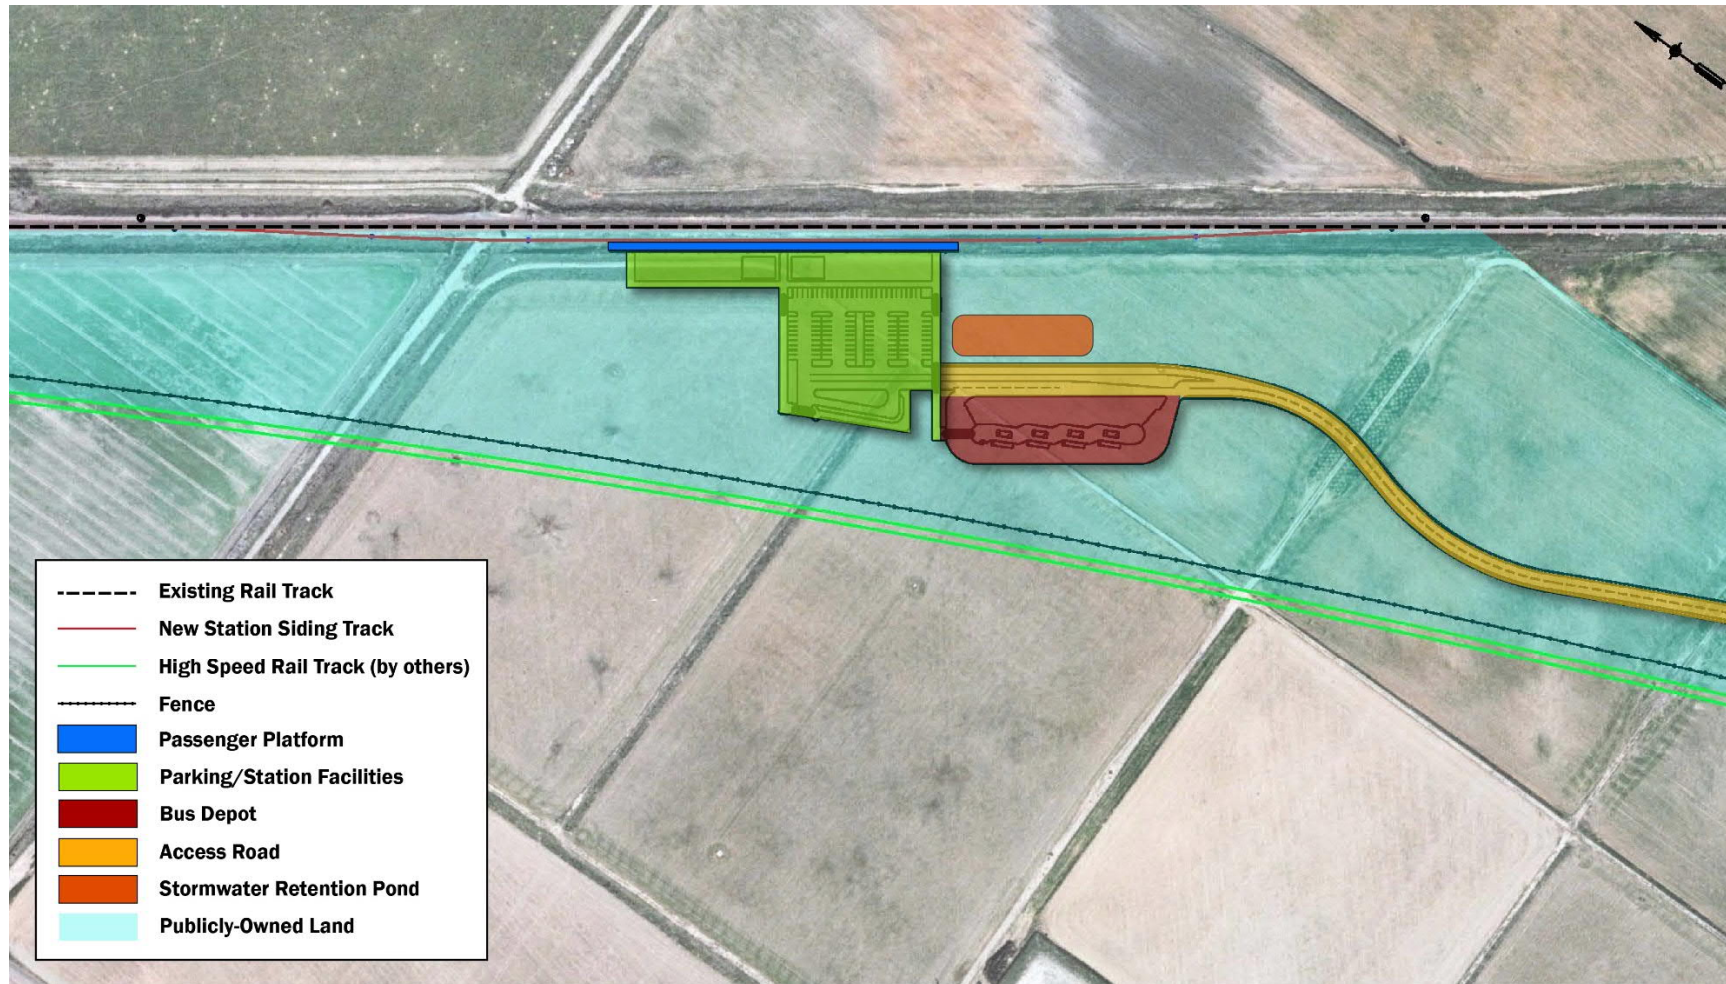 Existing Rail Track
New Station Siding Track
High Speed Rail Track (by others)
Fence
Passenger Platform
Parking/Station Facilities
Bus Depot
Access Road
Stormwater Retention Pond
Publicly-Owned Land